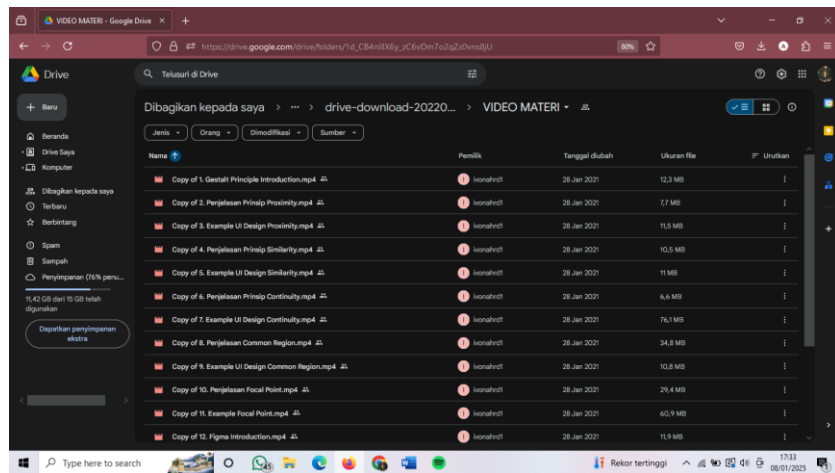 VIDEO MATERI - Google Drive
https://drive.google.com/drive/folders/1d_CB4nIIX6y_zC6vDm7o2qZs0vnsBjU 80%
Drive
Telusuri di Drive
Baru
Beranda
Drive Saya
Komputer
Dibagikan kepada saya
Terbaru
Berbintang
Spam
Sampah
Penyimpanan (76% penu...
11,42 GB dari 15 GB telah
digunakan
Dapatkan penyimpanan
ekstra
Dibagikan kepada saya > ... > drive-download-20220... > VIDEO MATERI
Jenis Orang Dimodifikasi Sumber
Nama Pemilik Tanggal diubah Ukuran file Urutkan
Copy of 1. Gestalt Principle Introduction.mp4 ivonahrd1 28 Jan 2021 12,3 MB
Copy of 2. Penjelasan Prinsip Proximity.mp4 ivonahrd1 28 Jan 2021 7,7 MB
Copy of 3. Example UI Design Proximity.mp4 ivonahrd1 28 Jan 2021 11,5 MB
Copy of 4. Penjelasan Prinsip Similarity.mp4 ivonahrd1 28 Jan 2021 10,5 MB
Copy of 5. Example UI Design Similarity.mp4 ivonahrd1 28 Jan 2021 11 MB
Copy of 6. Penjelasan Prinsip Continuity.mp4 ivonahrd1 28 Jan 2021 6,6 MB
Copy of 7. Example UI Design Continuity.mp4 ivonahrd1 28 Jan 2021 76,1 MB
Copy of 8. Penjelasan Common Region.mp4 ivonahrd1 28 Jan 2021 34,8 MB
Copy of 9. Example UI Design Common Region.mp4 ivonahrd1 28 Jan 2021 10,8 MB
Copy of 10. Penjelasan Focal Point.mp4 ivonahrd1 28 Jan 2021 29,4 MB
Copy of 11. Example Focal Point.mp4 ivonahrd1 28 Jan 2021 60,9 MB
Copy of 12. Figma Introduction.mp4 ivonahrd1 28 Jan 2021 11,9 MB
Type here to search
45
Rekor tertinggi
17:33
08/01/2025